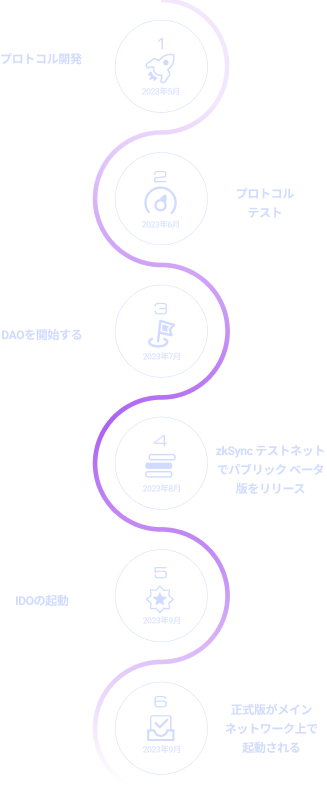 1
プロトコル開発
2023年5月
2
プロトコル
テスト
2023年6月
3
DAOを開始する
2023年7月
4
zkSync テストネット
でパブリック ベータ
版をリリース
2023年8月
5
IDOの起動
2023年9月
6
正式版がメイン
ネットワーク上で
起動される
2023年9月